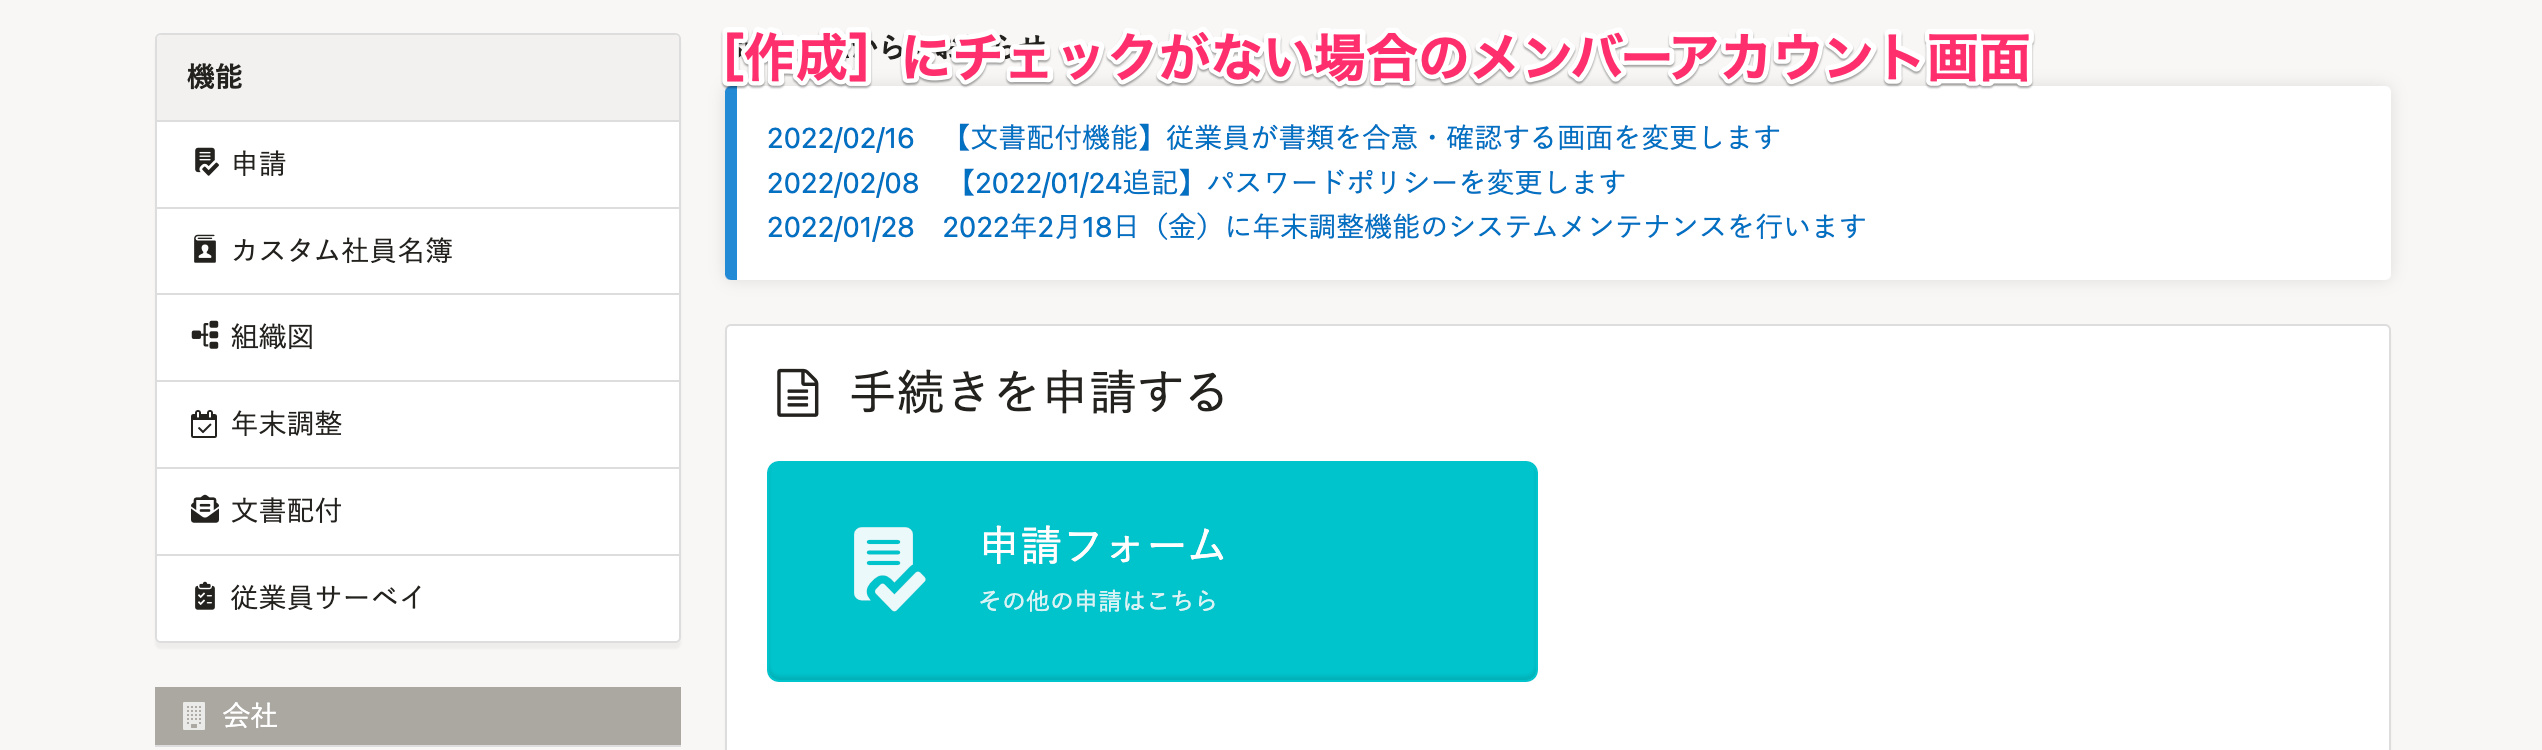 機能
申請
カスタム社員名簿
組織図
年末調整
文書配付
従業員サーベイ
会社
[作成] にチェックがない場合のメンバーアカウント画面
2022/02/16 【文書配付機能】従業員が書類を合意・確認する画面を変更します
2022/02/08 【2022/01/24追記】パスワードポリシーを変更します
2022/01/28 2022年2月18日（金）に年末調整機能のシステムメンテナンスを行います
手続きを申請する
申請フォーム
その他の申請はこちら